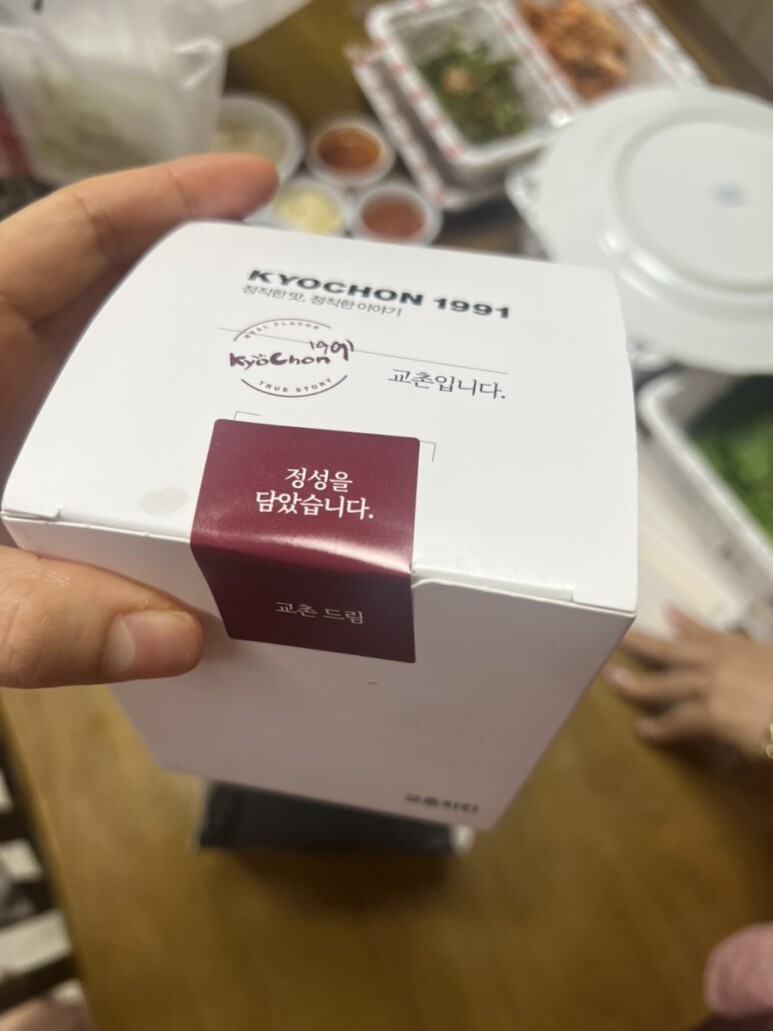 KYOCHON 1991
정직한 맛, 정직한 이야기
REAL FLAVOR
KyoChon 1991
TRUE STORY
교촌입니다.
정성을
담았습니다.
교촌 드림
교촌치킨